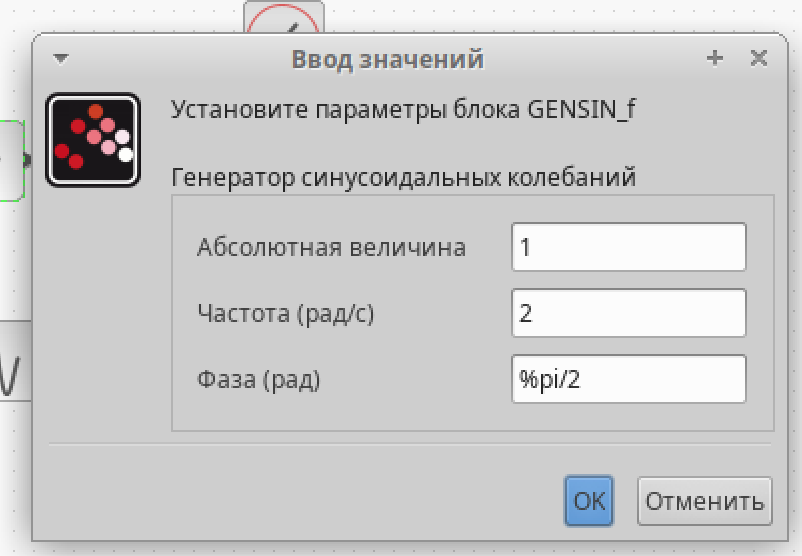 Ввод значений
Установите параметры блока GENSIN_f
Генератор синусоидальных колебаний
Абсолютная величина 1
Частота (рад/с) 2
Фаза (рад) %pi/2
OK Отменить